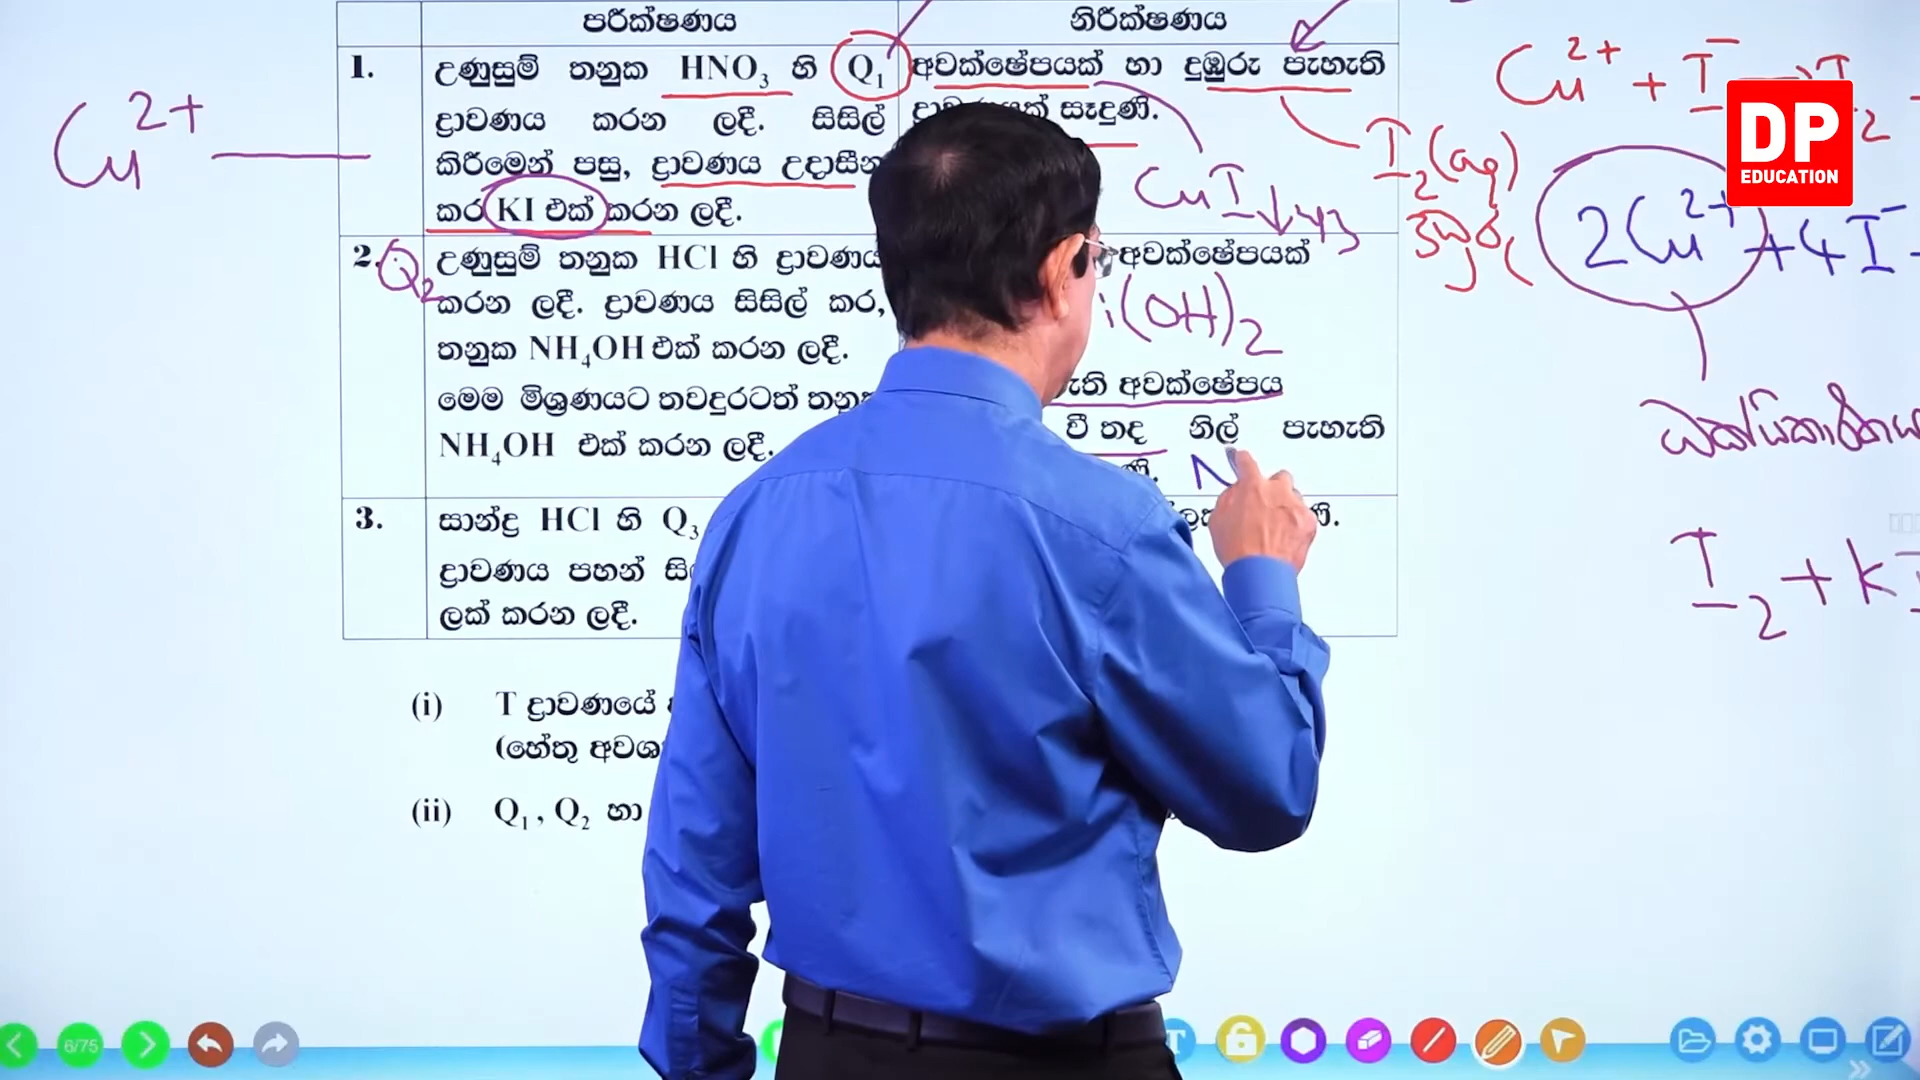 පරීක්ෂණය
නිරීක්ෂණය
1.
උණුසුම් තනුක HNO₃ හි Q₁
ද්‍රාවණය කරන ලදී. සිසිල්
කිරීමෙන් පසු, ද්‍රාවණය උදාසීන
කර KI එක් කරන ලදී.
අවක්ෂේපයක් හා දුඹුරු පැහැති
සෑදුණි.
2.
Q₂
උණුසුම් තනුක HCl හි ද්‍රාවණය
කරන ලදී. ද්‍රාවණය සිසිල් කර,
තනුක NH₄OH එක් කරන ලදී.
මෙම මිශ්‍රණයට තවදුරටත්
NH₄OH එක් කරන ලදී.
අවක්ෂේපයක්
i(OH)₂
අවක්ෂේපය
වී තද නිල් පැහැති
N
3.
සාන්ද්‍ර HCl හි Q₃
ද්‍රාවණය පහන්
ලක් කරන ලදී.
(i) T ද්‍රාවණයේ
(හේතු
(ii) Q₁, Q₂ හා
Cu²⁺
CuI↓
I₂(aq)
දුඹුරු
Cu²⁺ + I⁻
2Cu²⁺ + 4I⁻
I₂ + K
DP
EDUCATION
6/75
T